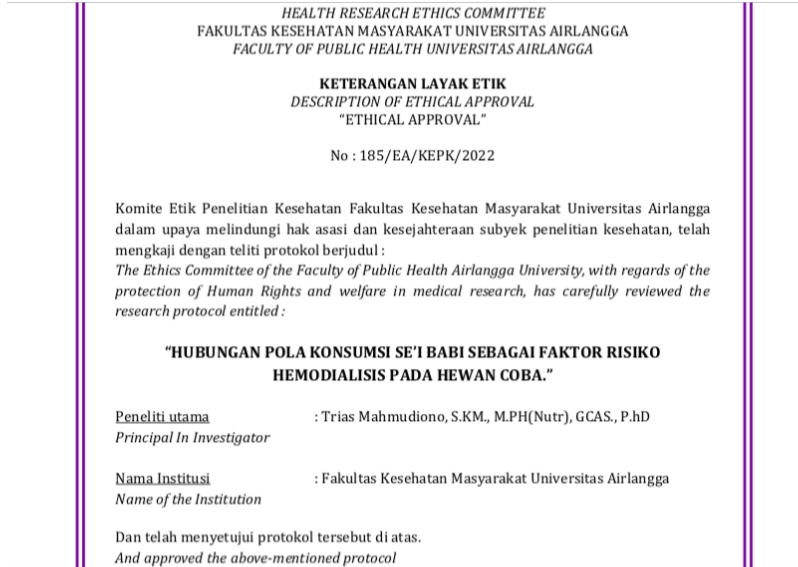 HEALTH RESEARCH ETHICS COMMITTEE
FAKULTAS KESEHATAN MASYARAKAT UNIVERSITAS AIRLANGGA
FACULTY OF PUBLIC HEALTH UNIVERSITAS AIRLANGGA
KETERANGAN LAYAK ETIK
DESCRIPTION OF ETHICAL APPROVAL
“ETHICAL APPROVAL”
No : 185/EA/KEPK/2022
Komite Etik Penelitian Kesehatan Fakultas Kesehatan Masyarakat Universitas Airlangga
dalam upaya melindungi hak asasi dan kesejahteraan subyek penelitian kesehatan, telah
mengkaji dengan teliti protokol berjudul :
The Ethics Committee of the Faculty of Public Health Airlangga University, with regards of the
protection of Human Rights and welfare in medical research, has carefully reviewed the
research protocol entitled :
“HUBUNGAN POLA KONSUMSI SE’I BABI SEBAGAI FAKTOR RISIKO
HEMODIALISIS PADA HEWAN COBA.”
Peneliti utama : Trias Mahmudiono, S.KM., M.PH(Nutr), GCAS., P.hD
Principal In Investigator
Nama Institusi : Fakultas Kesehatan Masyarakat Universitas Airlangga
Name of the Institution
Dan telah menyetujui protokol tersebut di atas.
And approved the above-mentioned protocol